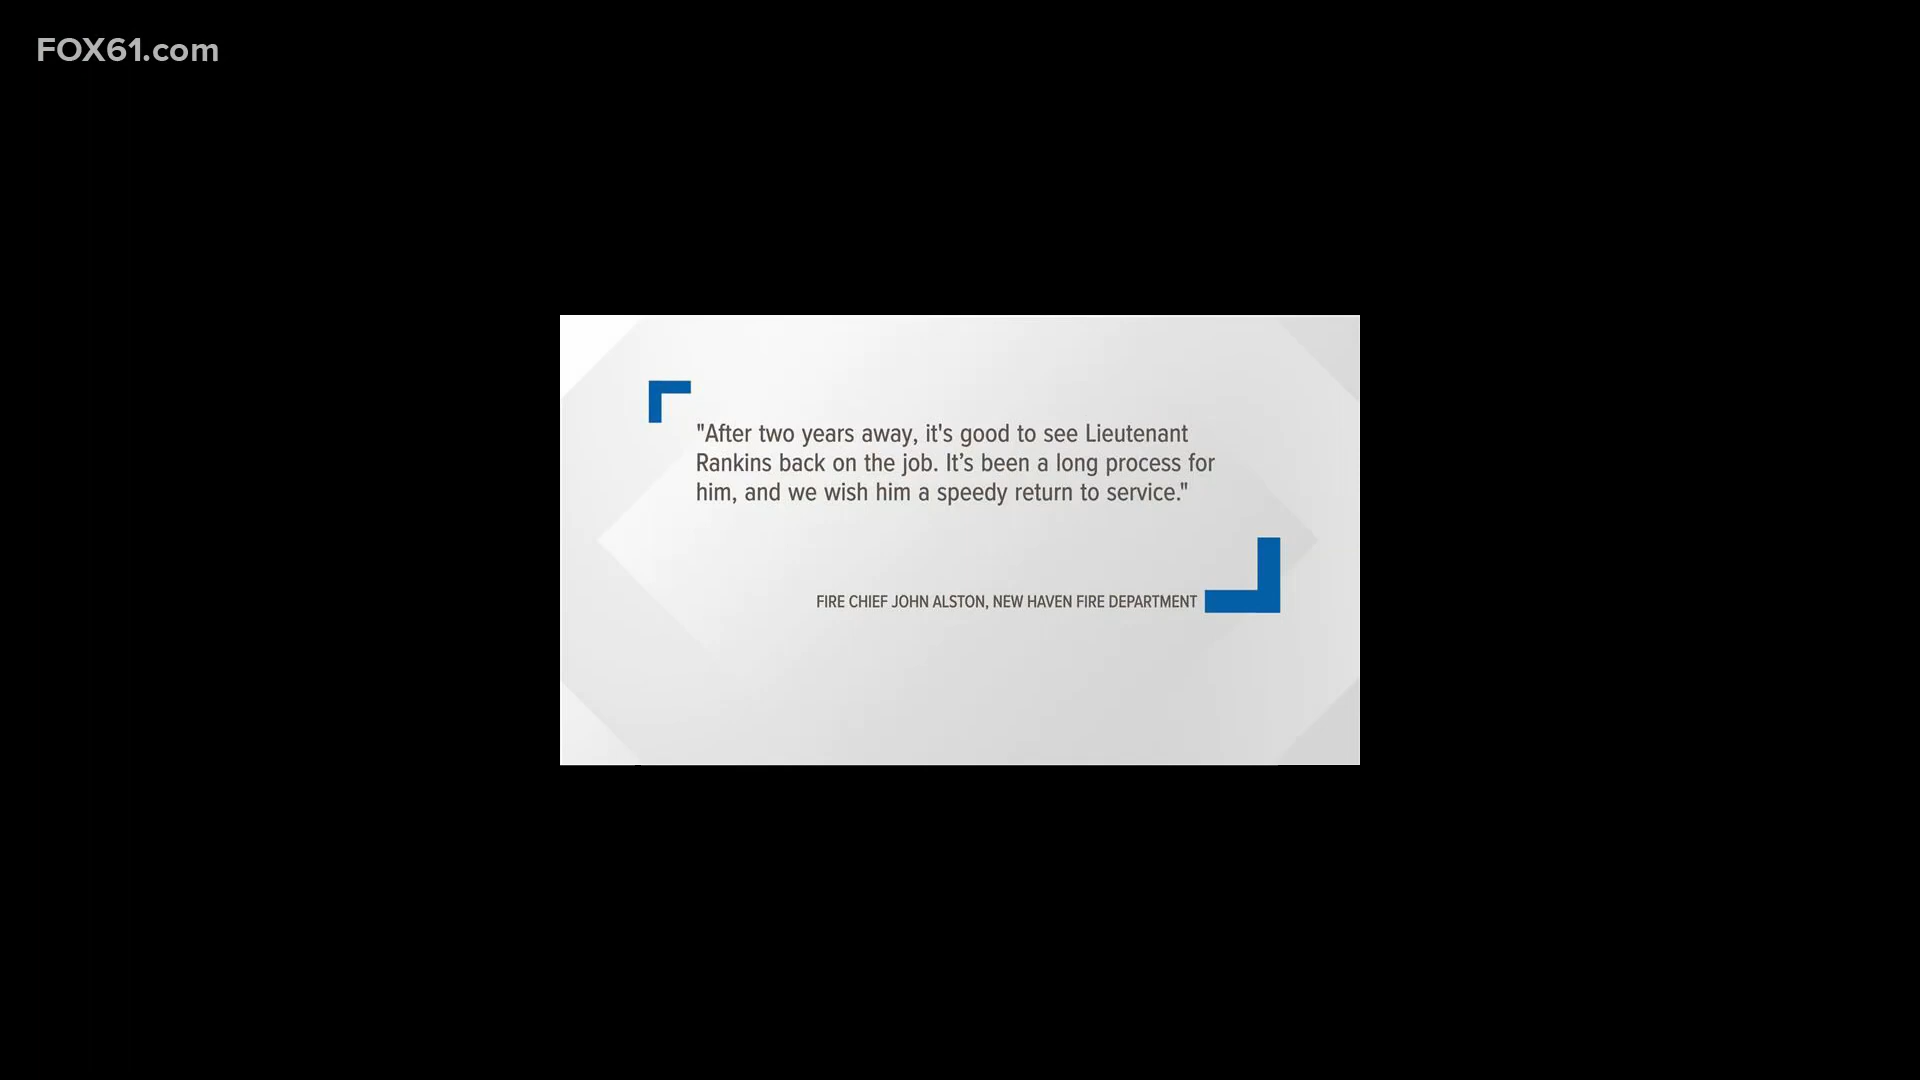 FOX61.com
"After two years away, it's good to see Lieutenant
Rankins back on the job. It’s been a long process for
him, and we wish him a speedy return to service."
FIRE CHIEF JOHN ALSTON, NEW HAVEN FIRE DEPARTMENT